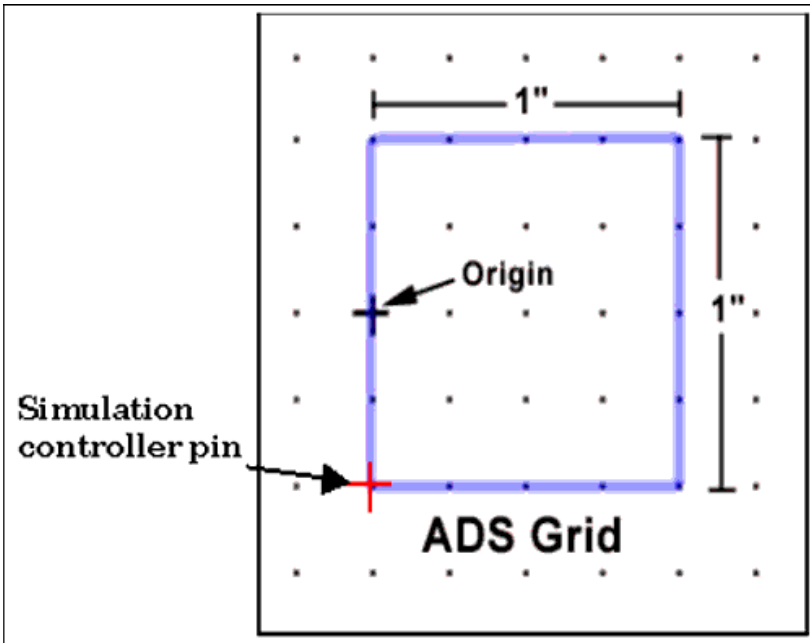 1"
Origin
1"
Simulation
controller pin
ADS Grid